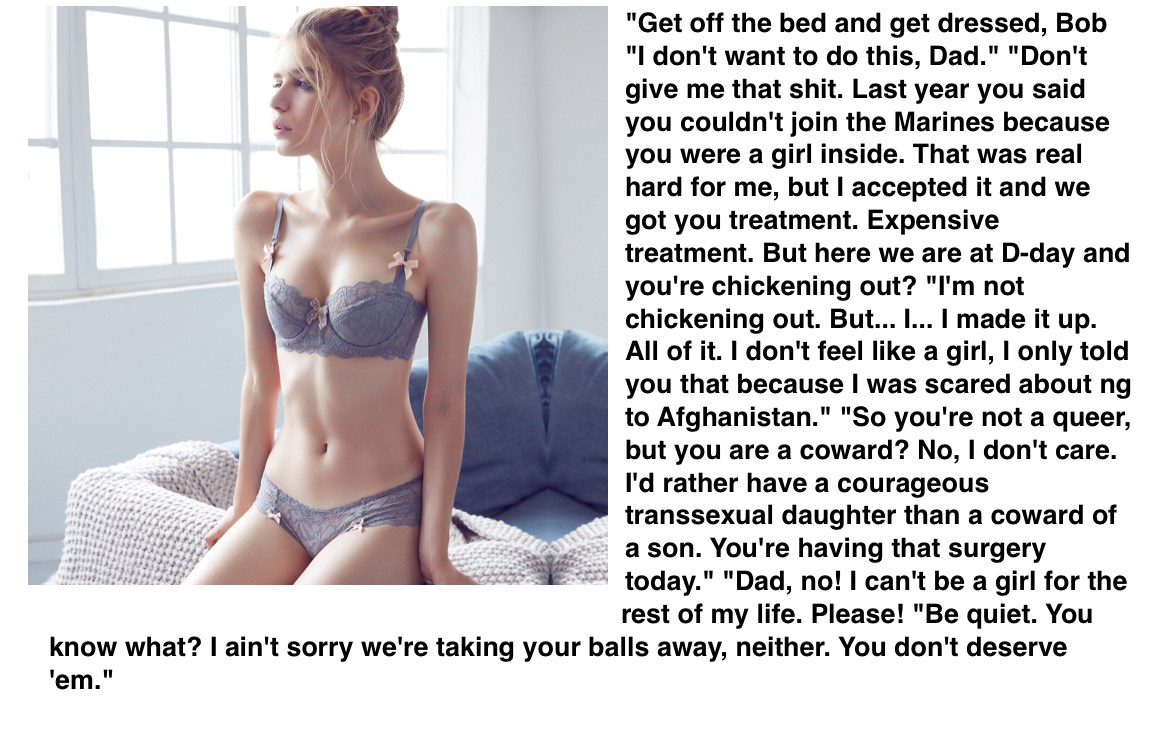 "Get off the bed and get dressed, Bob
"I don't want to do this, Dad." "Don't
give me that shit. Last year you said
you couldn't join the Marines because
you were a girl inside. That was real
hard for me, but I accepted it and we
got you treatment. Expensive
treatment. But here we are at D-day and
you're chickening out? "I'm not
chickening out. But... I... I made it up.
All of it. I don't feel like a girl, I only told
you that because I was scared about ng
to Afghanistan." "So you're not a queer,
but you are a coward? No, I don't care.
I'd rather have a courageous
transsexual daughter than a coward of
a son. You're having that surgery
today." "Dad, no! I can't be a girl for the
rest of my life. Please! "Be quiet. You
know what? I ain't sorry we're taking your balls away, neither. You don't deserve
'em."